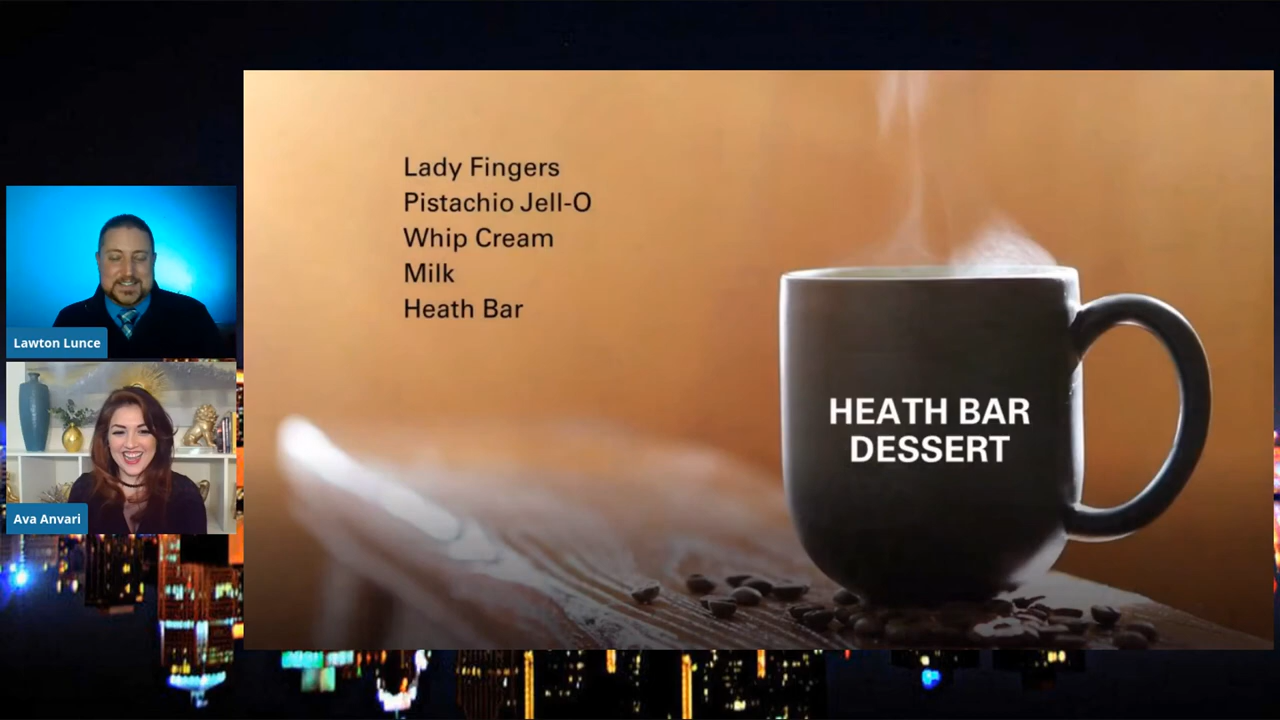 Lady Fingers
Pistachio Jell-O
Whip Cream
Milk
Heath Bar
HEATH BAR
DESSERT
Lawton Lunce
Ava Anvari